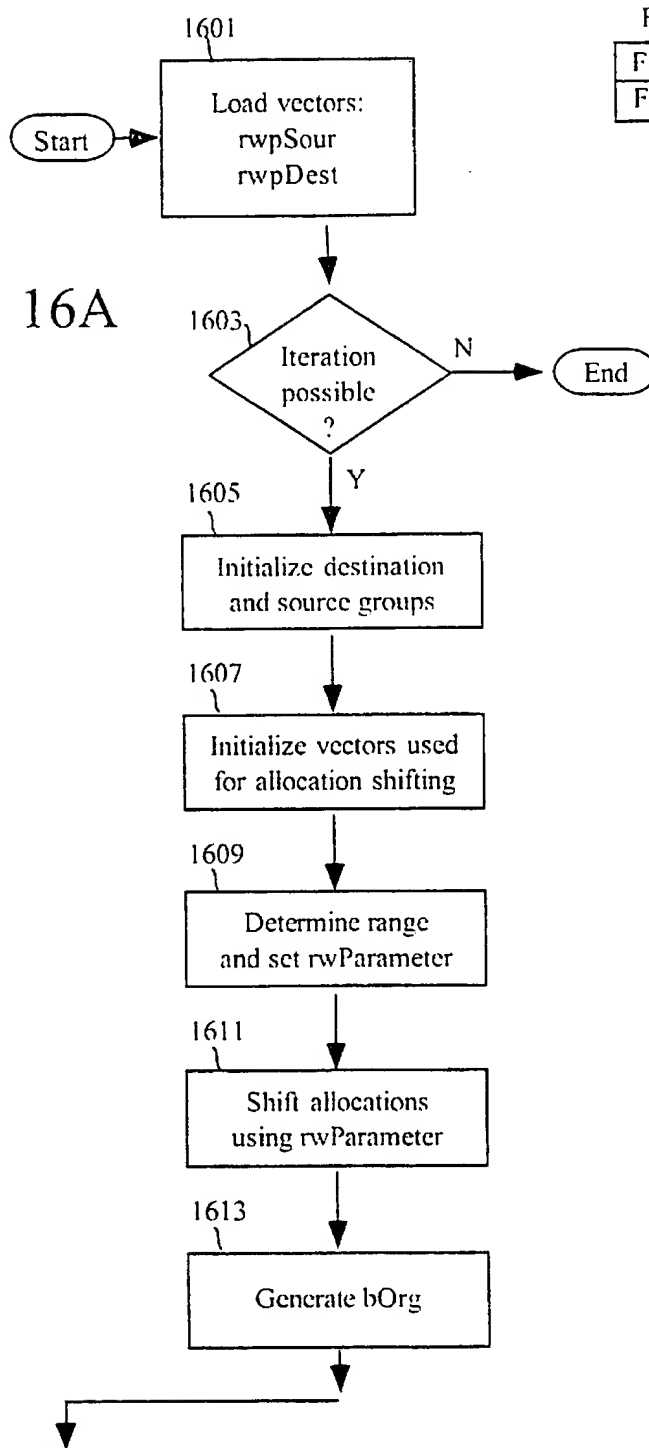 1601
Load vectors:
rwpSour
rwpDest
Start
16A
1603
Iteration
possible
?
N
End
Y
1605
Initialize destination
and source groups
1607
Initialize vectors used
for allocation shifting
1609
Determine range
and set rwParameter
1611
Shift allocations
using rwParameter
1613
Generate bOrg